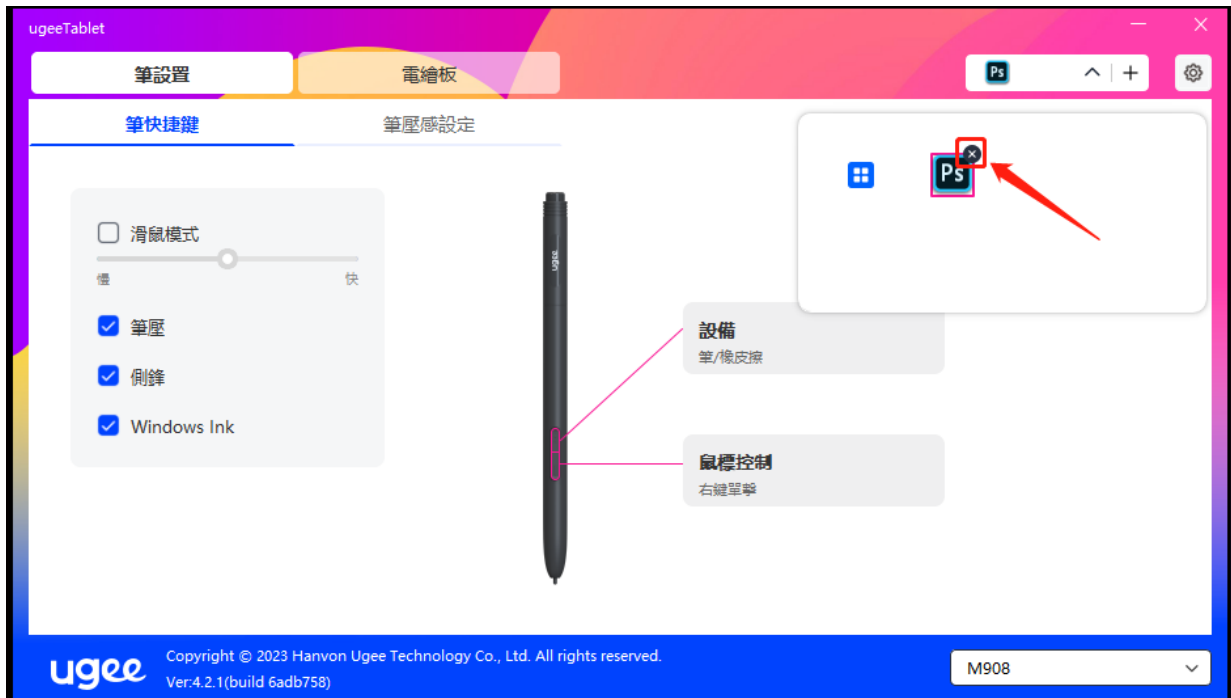 ugeeTablet
筆設置
電繪板
Ps
筆快捷鍵
筆壓感設定
Ps
滑鼠模式
慢
快
ugee
筆壓
設備
筆/橡皮擦
側鋒
Windows Ink
鼠標控制
右鍵單擊
ugee
Copyright © 2023 Hanvon Ugee Technology Co., Ltd. All rights reserved.
Ver:4.2.1(build 6adb758)
M908